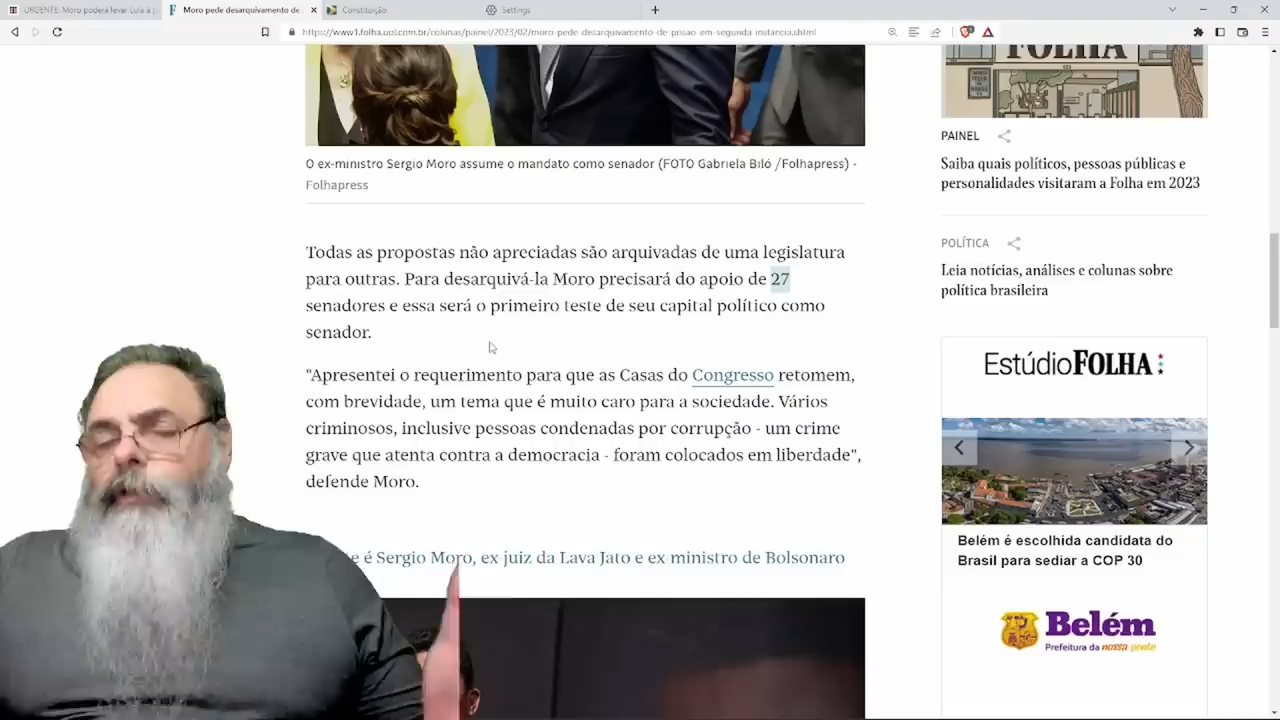 URGENTE: Moro poderá levar Lula à p
Moro pede desarquivamento de
Constituição
Settings
https://www1.folha.uol.com.br/colunas/painel/2023/02/moro-pede-desarquivamento-de-prisao-em-segunda-instancia.shtml
FOLHA
O ex-ministro Sergio Moro assume o mandato como senador (FOTO Gabriela Biló /Folhapress) -
Folhapress
Todas as propostas não apreciadas são arquivadas de uma legislatura
para outras. Para desarquivá-la Moro precisará do apoio de 27
senadores e essa será o primeiro teste de seu capital político como
senador.
"Apresentei o requerimento para que as Casas do Congresso retomem,
com brevidade, um tema que é muito caro para a sociedade. Vários
criminosos, inclusive pessoas condenadas por corrupção - um crime
grave que atenta contra a democracia - foram colocados em liberdade",
defende Moro.
e é Sergio Moro, ex juiz da Lava Jato e ex-ministro de Bolsonaro
PAINEL
Saiba quais políticos, pessoas públicas e
personalidades visitaram a Folha em 2023
POLÍTICA
Leia notícias, análises e colunas sobre
política brasileira
Estúdio FOLHA
Belém é escolhida candidata do
Brasil para sediar a COP 30
Belém
Prefeitura da nossa gente